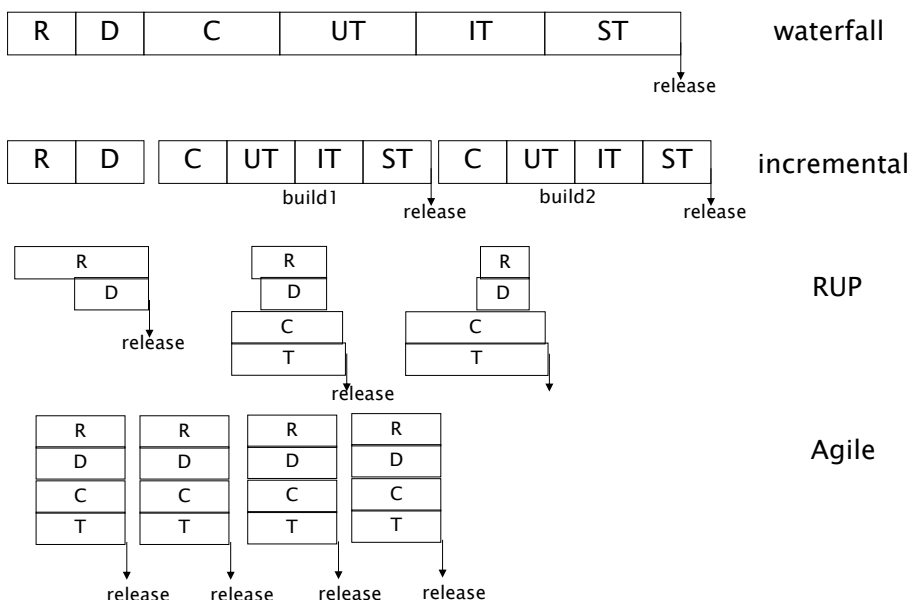 R D C UT IT ST waterfall
release
R D C UT IT ST C UT IT ST incremental
build1 build2
release release
R R R
D D D RUP
release
C C
T T
release
R R R R
D D D D Agile
C C C C
T T T T
release release release release